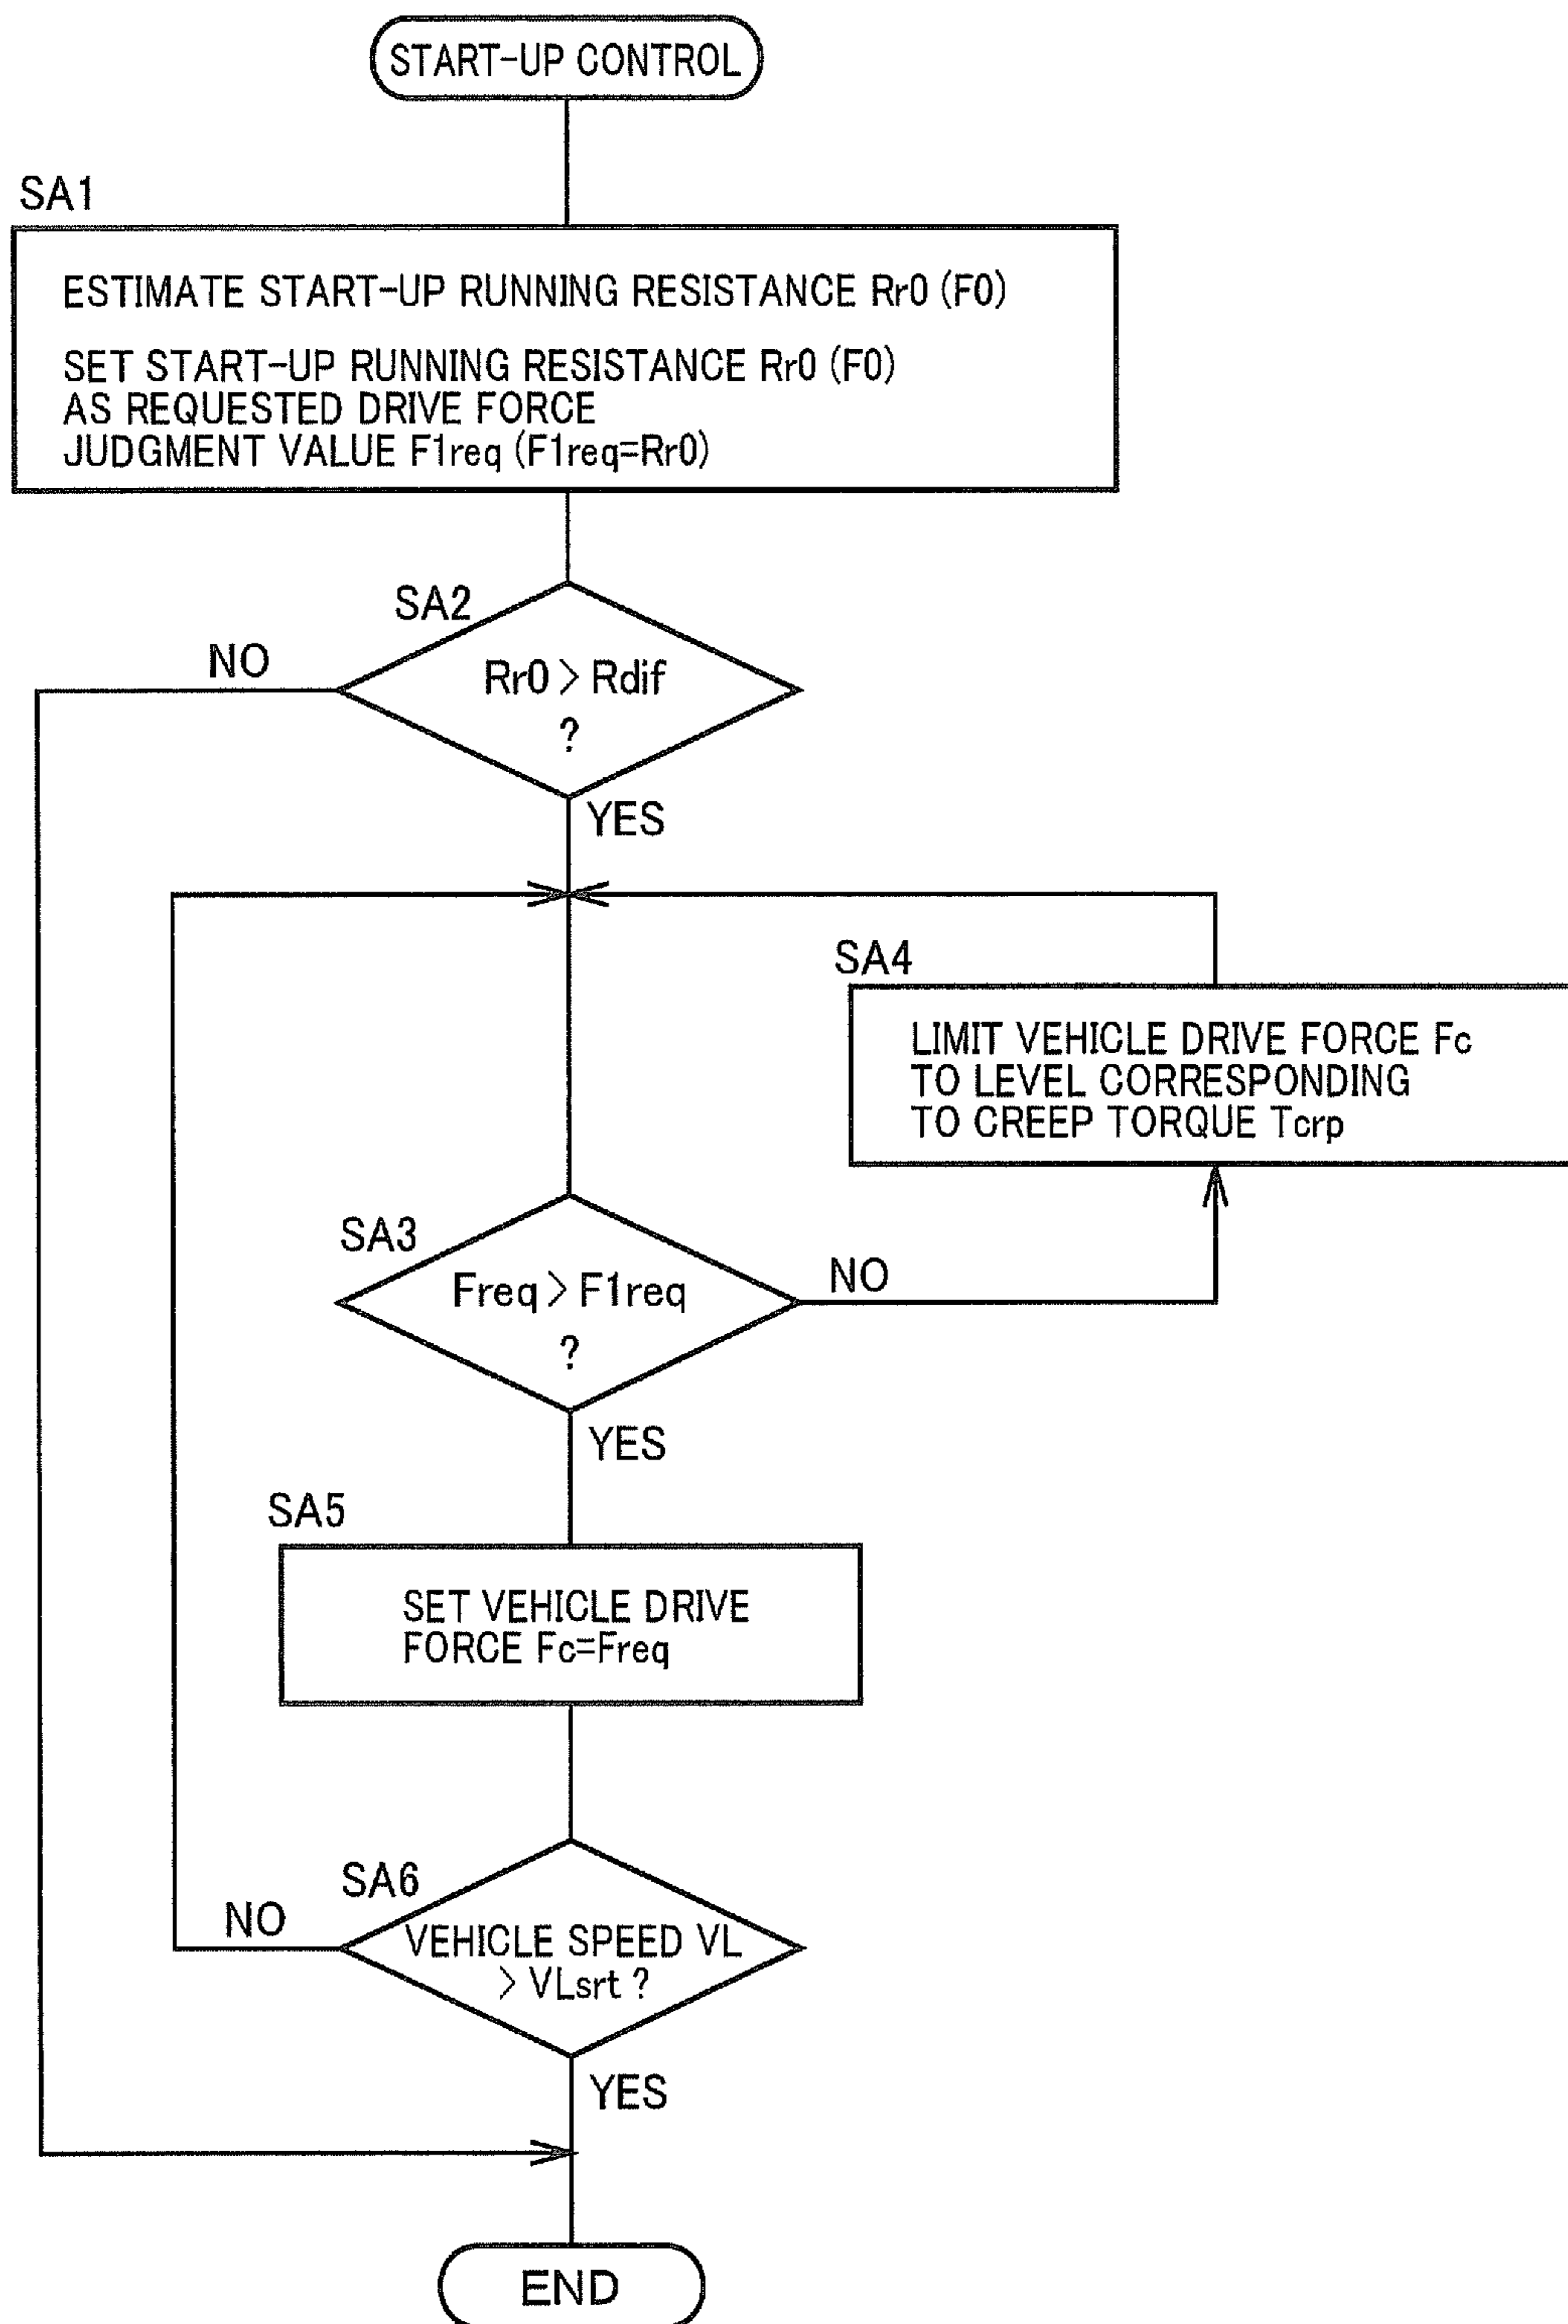 START-UP CONTROL
SA1
ESTIMATE START-UP RUNNING RESISTANCE Rr0 (F0)
SET START-UP RUNNING RESISTANCE Rr0 (F0)
AS REQUESTED DRIVE FORCE
JUDGMENT VALUE F1req (F1req=Rr0)
SA2
NO
Rr0 > Rdif
?
YES
SA4
LIMIT VEHICLE DRIVE FORCE Fc
TO LEVEL CORRESPONDING
TO CREEP TORQUE Tcrp
SA3
Freq > F1req
?
NO
YES
SA5
SET VEHICLE DRIVE
FORCE Fc=Freq
SA6
NO
VEHICLE SPEED VL
> VLsrt ?
YES
END